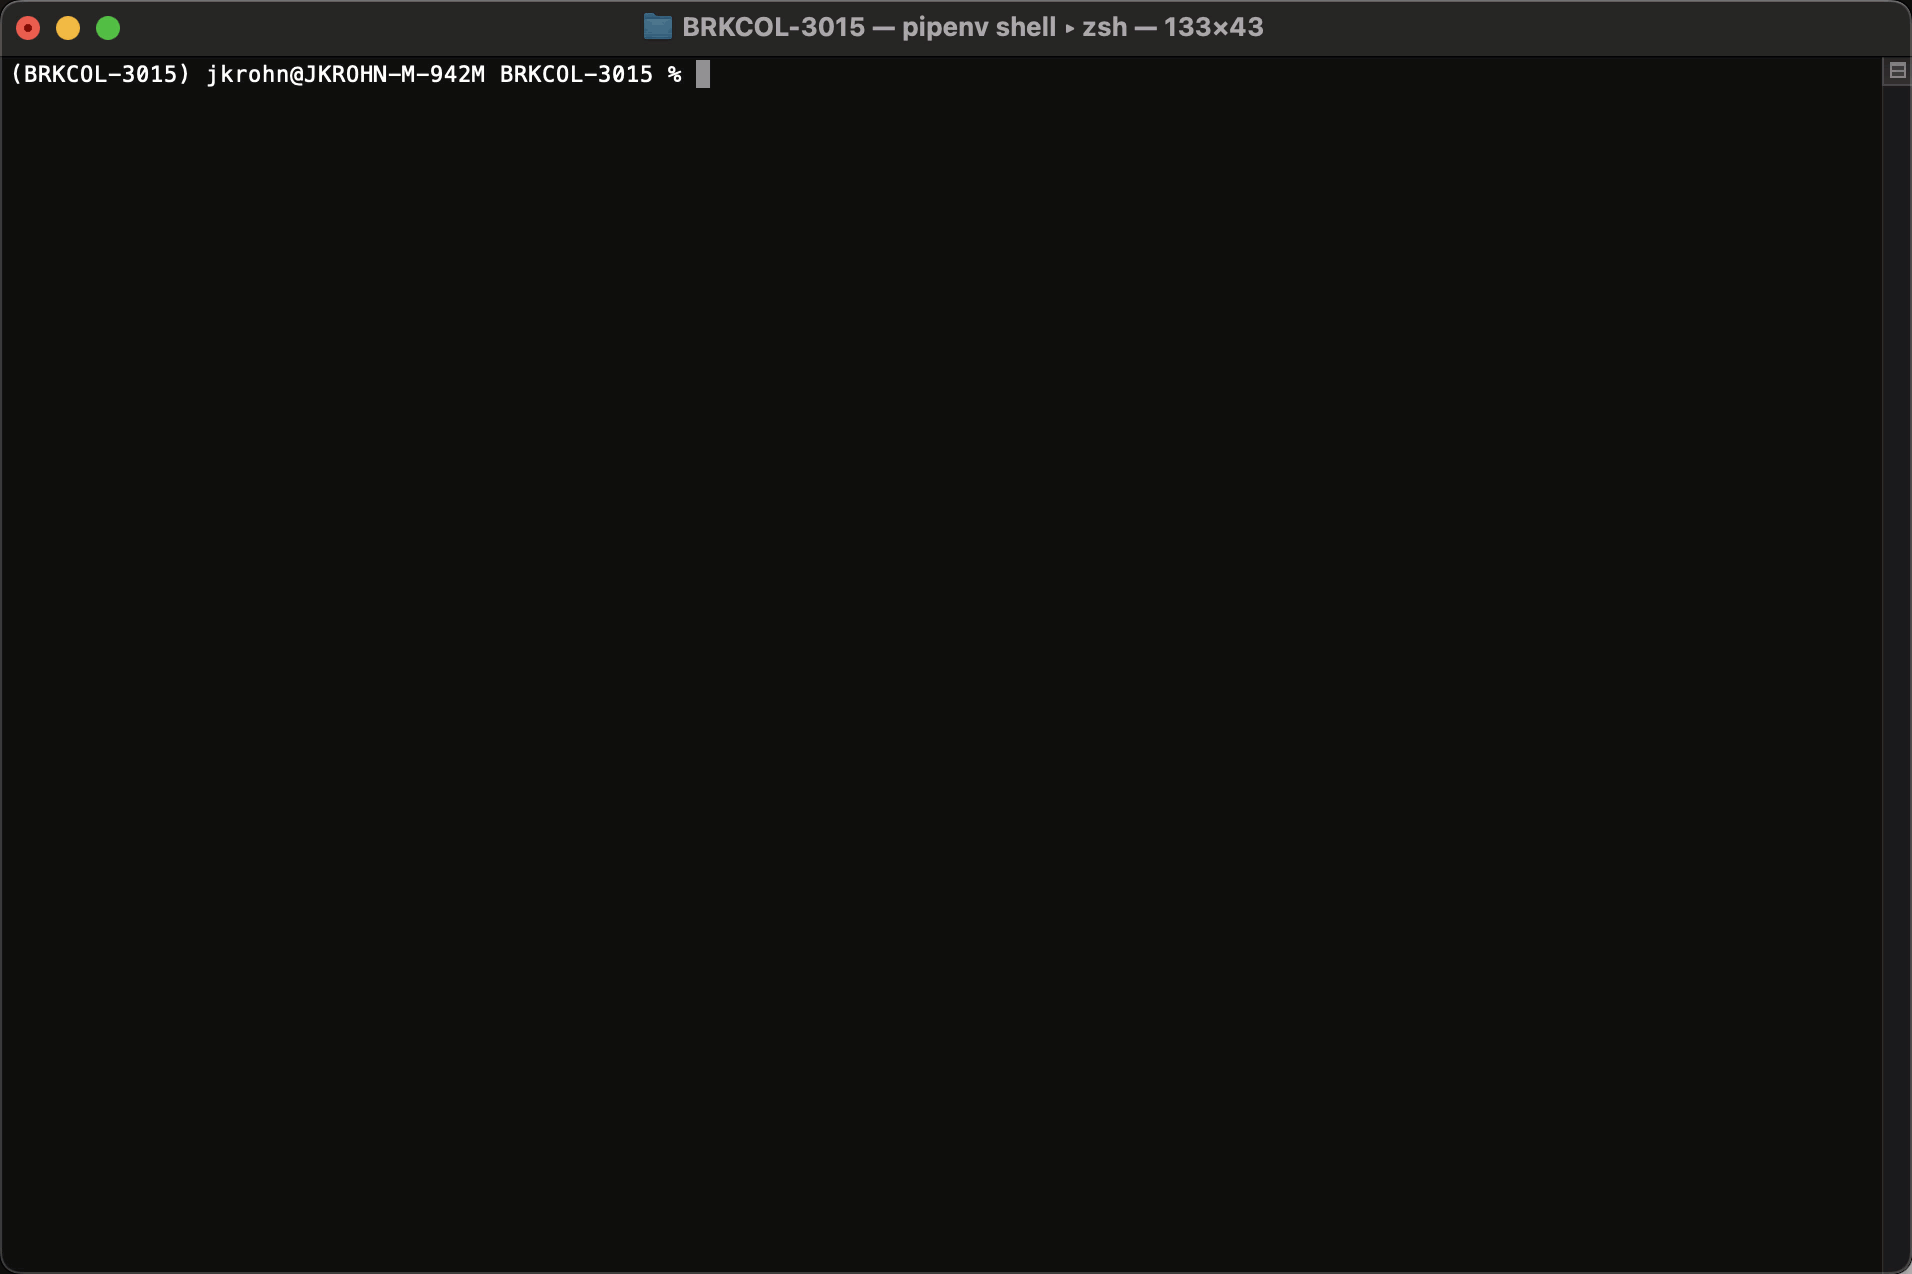 BRKCOL-3015 — pipenv shell ▸ zsh — 133×43
(BRKCOL-3015) jkrohn@JKROHN-M-942M BRKCOL-3015 %